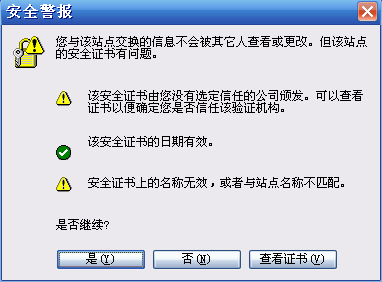 安全警报
您与该站点交换的信息不会被其它人查看或更改。但该站点
的安全证书有问题。
该安全证书由您没有选定信任的公司颁发。可以查看
证书以便确定您是否信任该验证机构。
该安全证书的日期有效。
安全证书上的名称无效，或者与站点名称不匹配。
是否继续?
是(Y) 否(N) 查看证书(V)